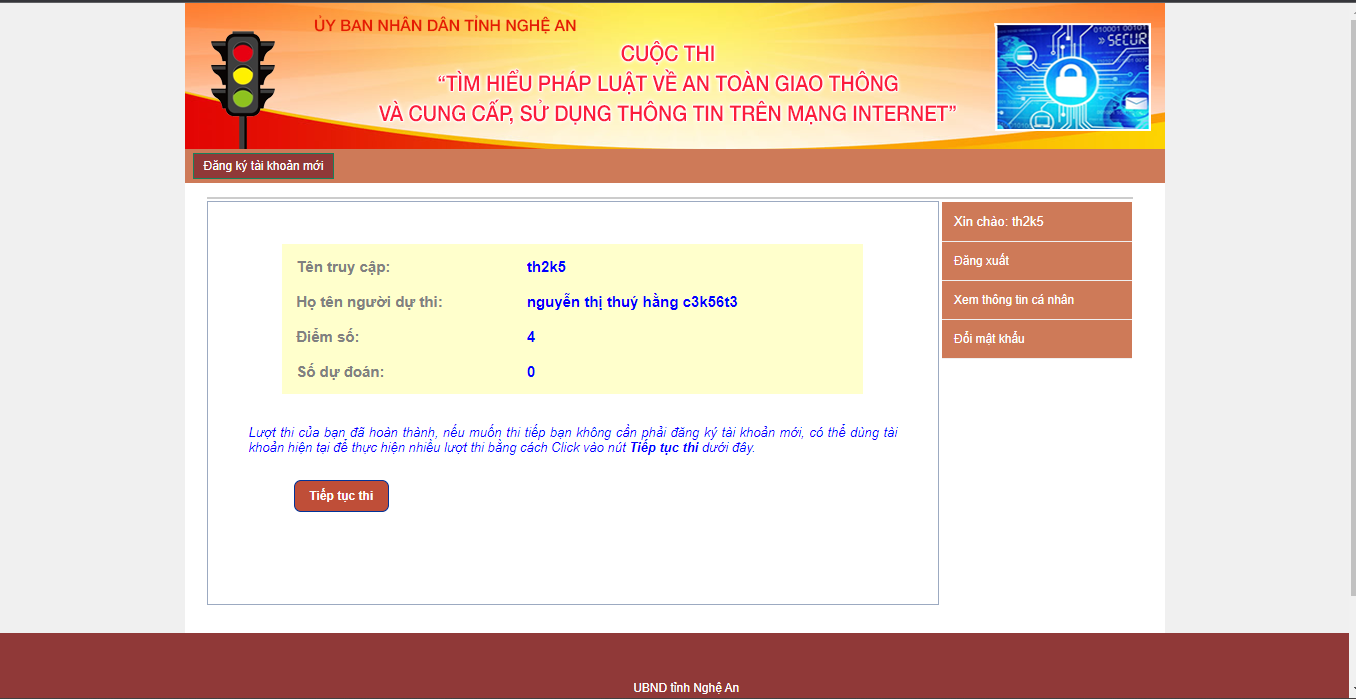 ỦY BAN NHÂN DÂN TỈNH NGHỆ AN
CUỘC THI
“TÌM HIỂU PHÁP LUẬT VỀ AN TOÀN GIAO THÔNG
VÀ CUNG CẤP, SỬ DỤNG THÔNG TIN TRÊN MẠNG INTERNET”
010001 00101
» SECUR
Đăng ký tài khoản mới
Xin chào: th2k5
Đăng xuất
Xem thông tin cá nhân
Đổi mật khẩu
Tên truy cập: th2k5
Họ tên người dự thi: nguyễn thị thuý hằng c3k56t3
Điểm số: 4
Số dự đoán: 0
Lượt thi của bạn đã hoàn thành, nếu muốn thi tiếp bạn không cần phải đăng ký tài khoản mới, có thể dùng tài
khoản hiện tại để thực hiện nhiều lượt thi bằng cách Click vào nút Tiếp tục thi dưới đây.
Tiếp tục thi
UBND tỉnh Nghệ An